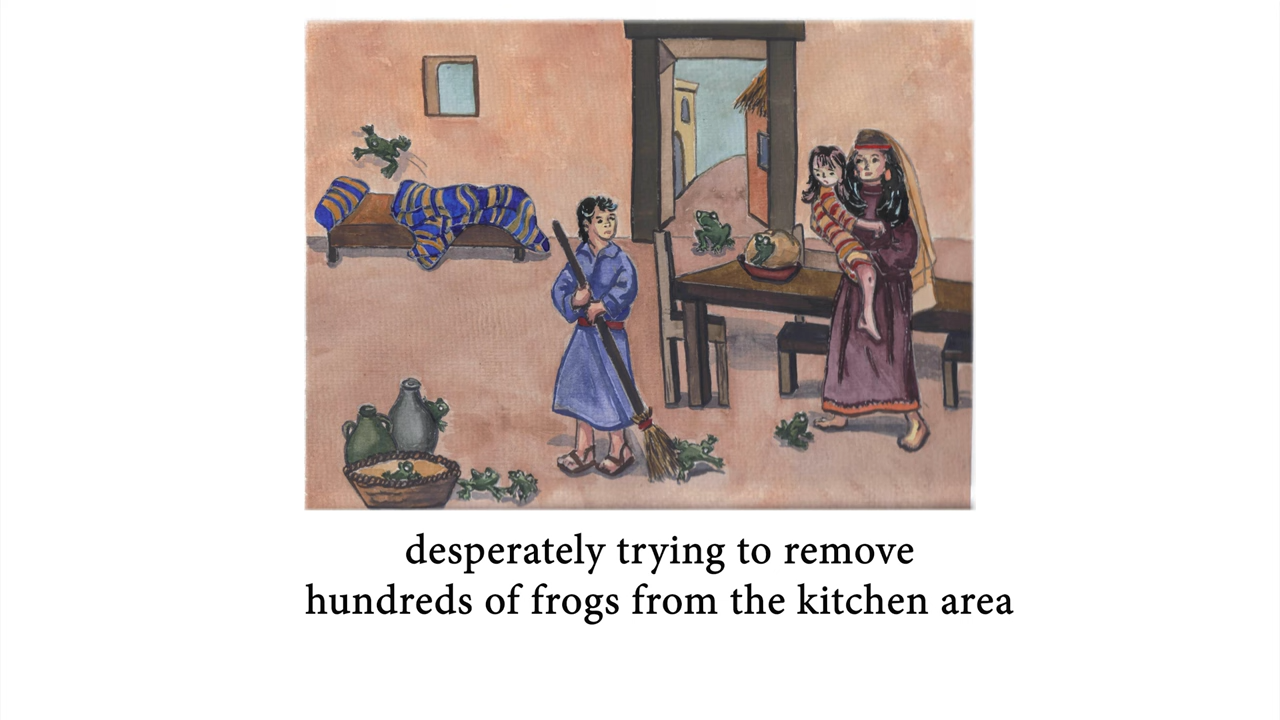 desperately trying to remove
hundreds of frogs from the kitchen area